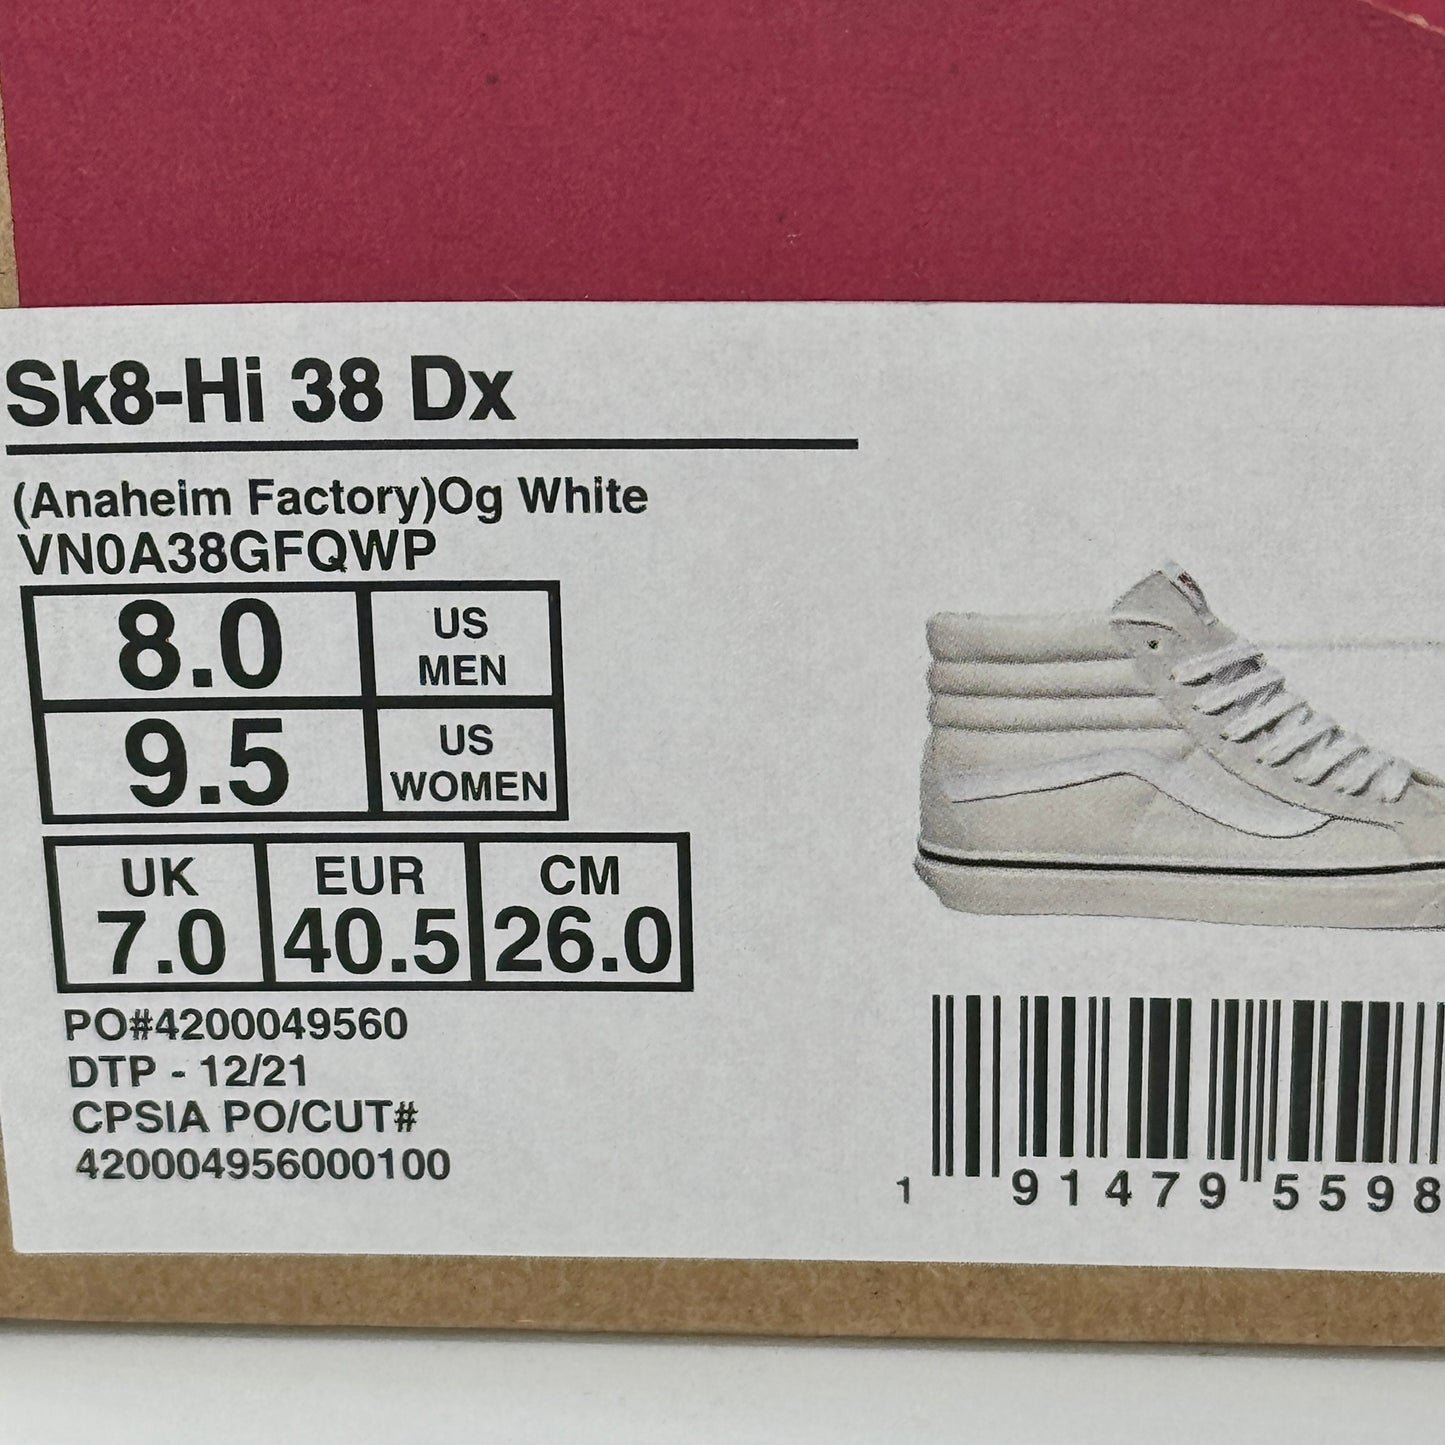 Sk8-Hi 38 Dx
(Anaheim Factory)Og White
VN0A38GFQWP
8.0 US MEN
9.5 US WOMEN
UK EUR CM
7.0 40.5 26.0
PO#4200049560
DTP - 12/21
CPSIA PO/CUT#
420004956000100
1 91479 5598